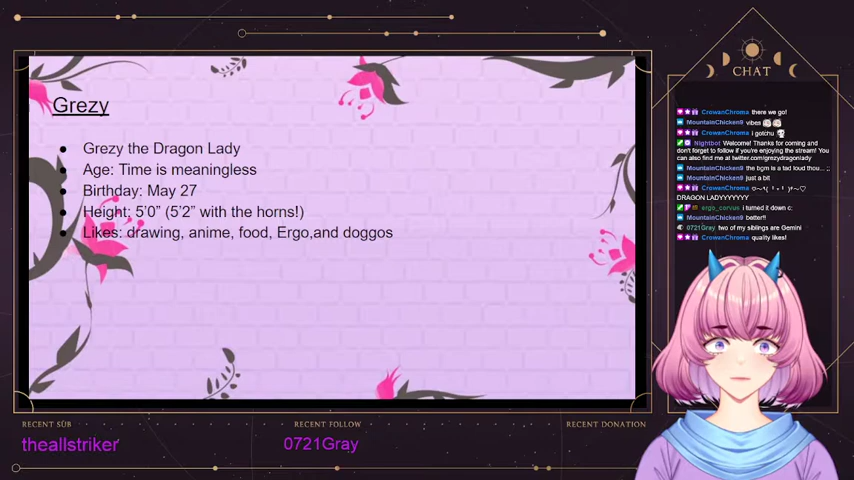 Grezy
● Grezy the Dragon Lady
● Age: Time is meaningless
● Birthday: May 27
● Height: 5’0” (5’2” with the horns!)
● Likes: drawing, anime, food, Ergo,and doggos
CHAT
CrowanChroma there we go!
MountainChicken9 vibes
CrowanChroma i gotchu
Nightbot Welcome! Thanks for coming and
don't forget to follow if you're enjoying the stream! You
can also find me at twitter.com/grezydragonlady
MountainChicken9 the bgm is a tad loud thou... ;;
MountainChicken9 just a bit
CrowanChroma
DRAGON LADYYYYYYY
ergo_corvus i turned it down c:
MountainChicken9 better!!
0721Gray two of my siblings are Gemini
CrowanChroma quality likes!
RECENT SUB
theallstriker
RECENT FOLLOW
0721Gray
RECENT DONATION